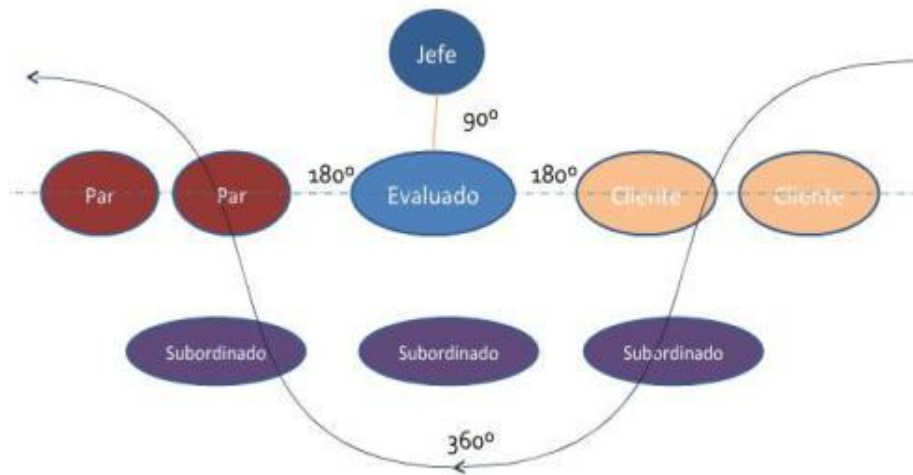 Jefe
90º
Par
Par
180º
Evaluado
180º
Cliente
Cliente
Subordinado
Subordinado
Subordinado
360º